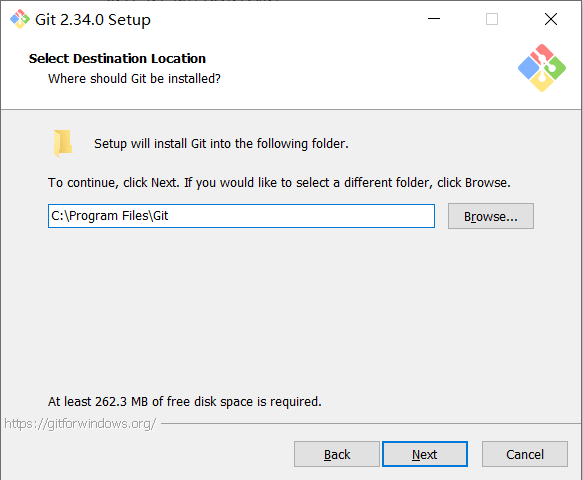 Git 2.34.0 Setup
Select Destination Location
Where should Git be installed?
Setup will install Git into the following folder.
To continue, click Next. If you would like to select a different folder, click Browse.
C:\Program Files\Git
Browse...
At least 262.3 MB of free disk space is required.
https://gitforwindows.org/
Back
Next
Cancel